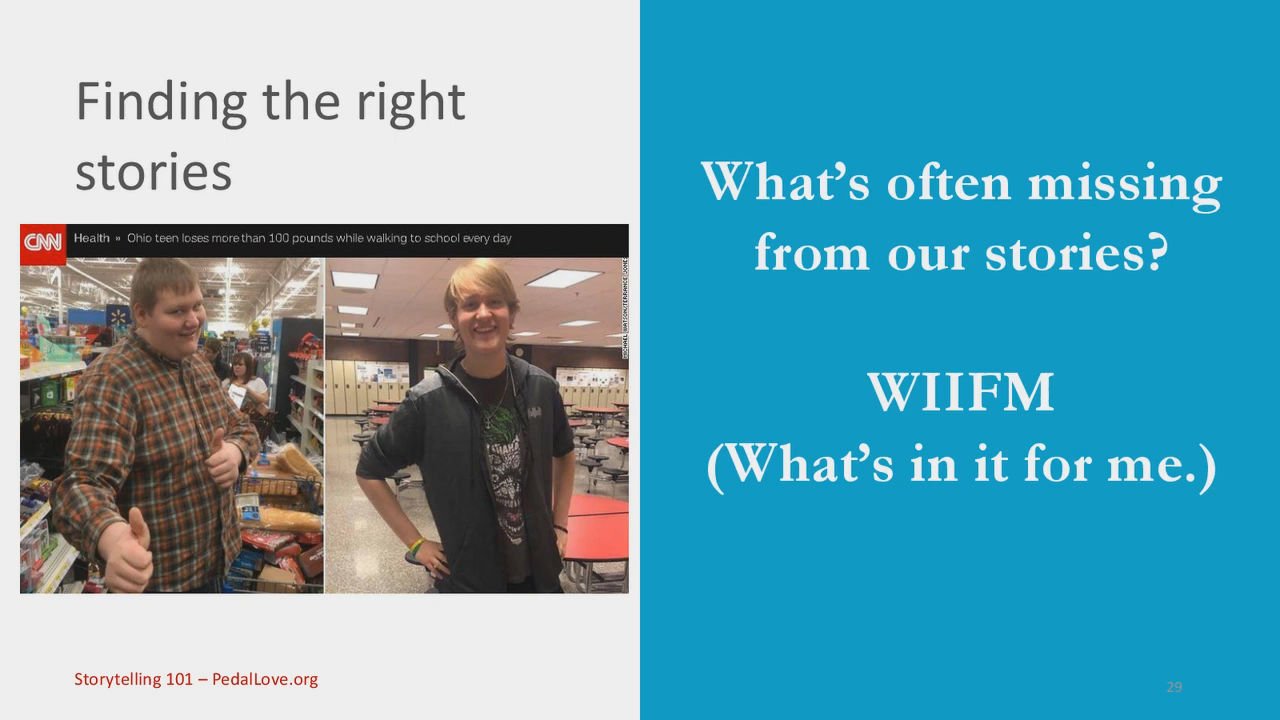 Finding the right
stories
CNN
Health » Ohio teen loses more than 100 pounds while walking to school every day
Storytelling 101 – PedalLove.org
What’s often missing
from our stories?
WIIFM
(What’s in it for me.)
29